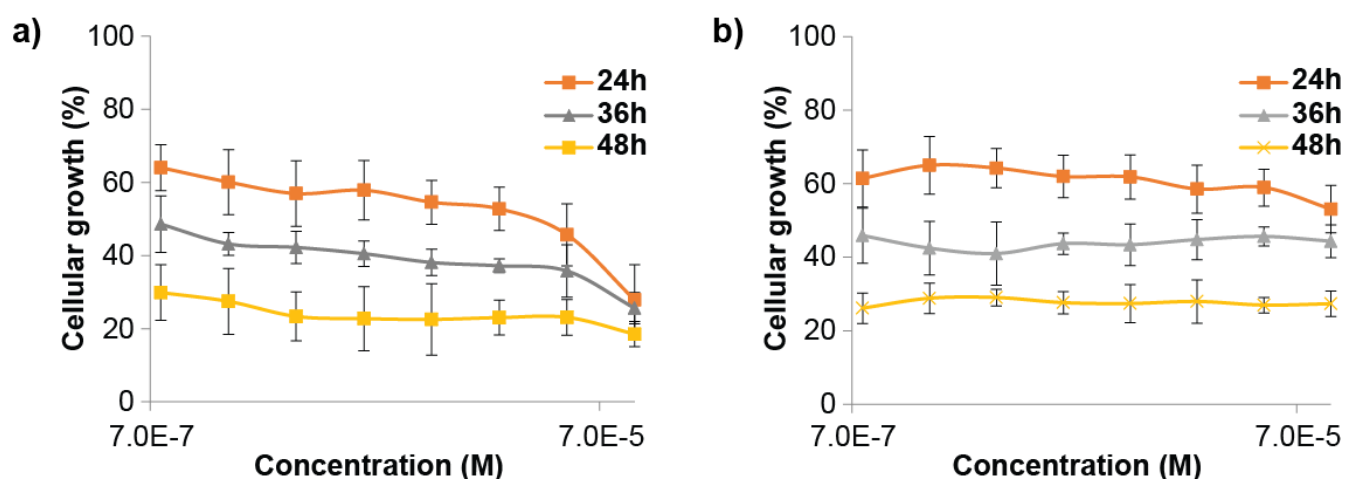 a)
Cellular growth (%)
100
80
60
40
20
0
7.0E-7
7.0E-5
Concentration (M)
24h
36h
48h
b)
Cellular growth (%)
100
80
60
40
20
0
7.0E-7
7.0E-5
Concentration (M)
24h
36h
48h